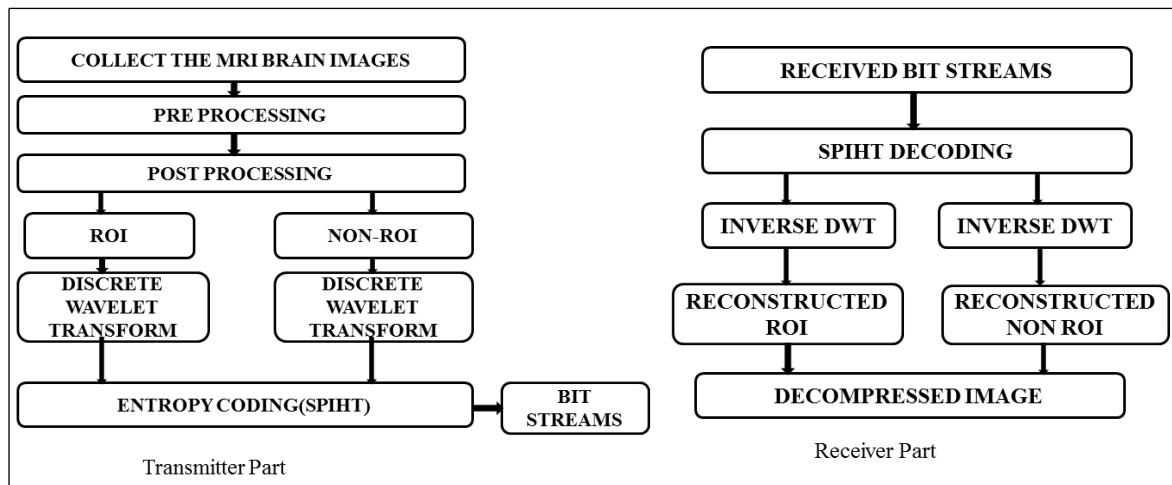 COLLECT THE MRI BRAIN IMAGES
PRE PROCESSING
POST PROCESSING
ROI
NON-ROI
DISCRETE
WAVELET
TRANSFORM
DISCRETE
WAVELET
TRANSFORM
ENTROPY CODING(SPIHT)
BIT
STREAMS
Transmitter Part
RECEIVED BIT STREAMS
SPIHT DECODING
INVERSE DWT
INVERSE DWT
RECONSTRUCTED
ROI
RECONSTRUCTED
NON ROI
DECOMPRESSED IMAGE
Receiver Part